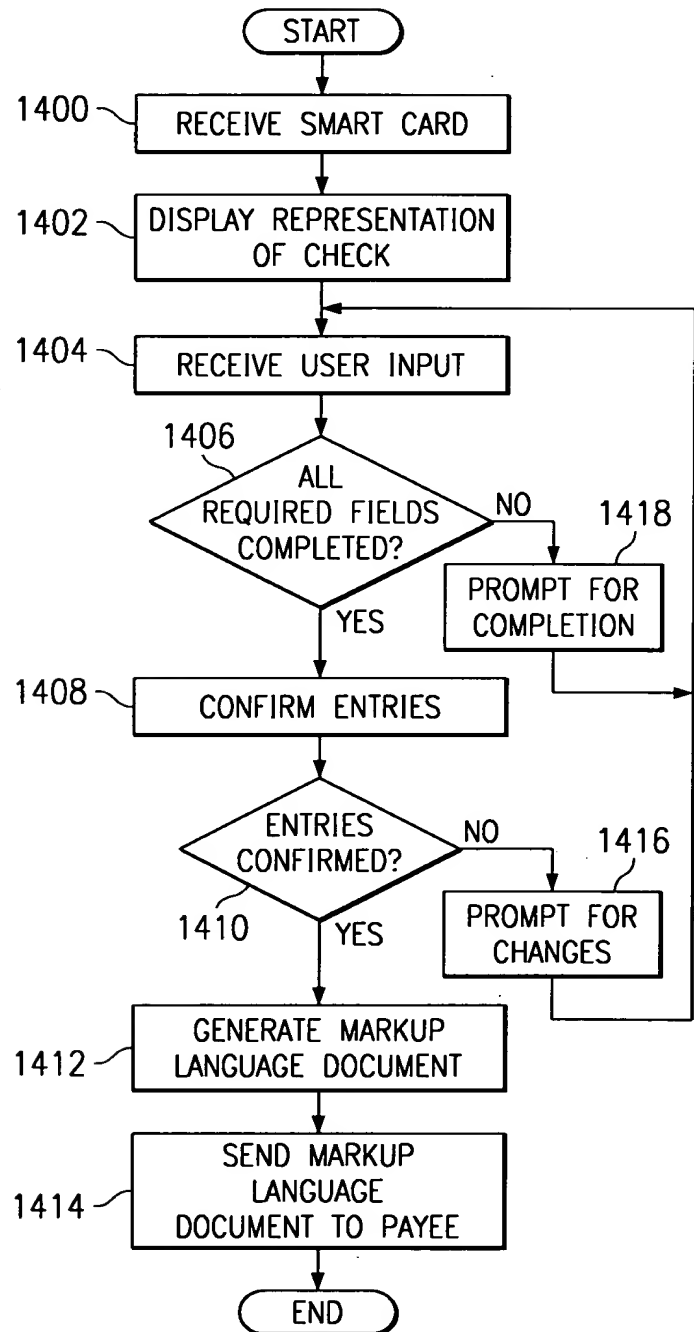 START
1400
RECEIVE SMART CARD
1402
DISPLAY REPRESENTATION
OF CHECK
1404
RECEIVE USER INPUT
1406
ALL
REQUIRED FIELDS
COMPLETED?
NO
1418
PROMPT FOR
COMPLETION
YES
1408
CONFIRM ENTRIES
ENTRIES
CONFIRMED?
NO
1416
PROMPT FOR
CHANGES
1410
YES
1412
GENERATE MARKUP
LANGUAGE DOCUMENT
1414
SEND MARKUP
LANGUAGE
DOCUMENT TO PAYEE
END